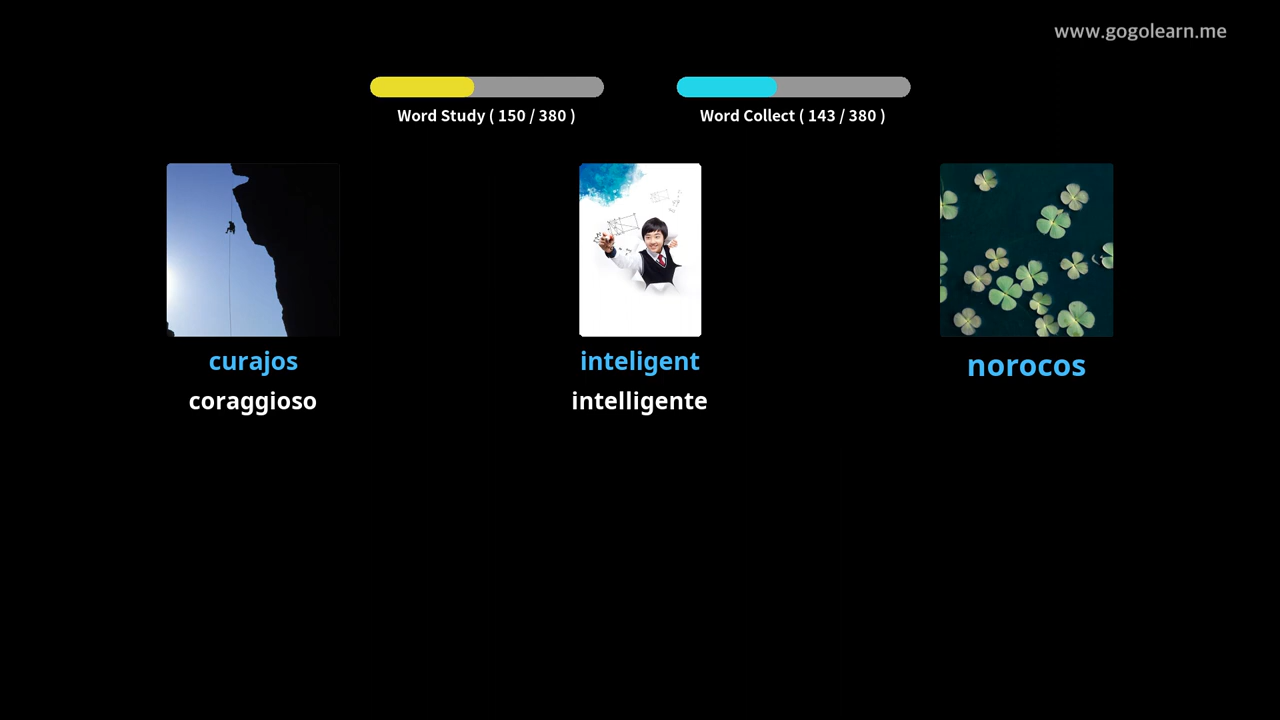 www.gogolearn.me
Word Study ( 150 / 380 )
Word Collect ( 143 / 380 )
curajos
coraggioso
inteligent
intelligente
norocos